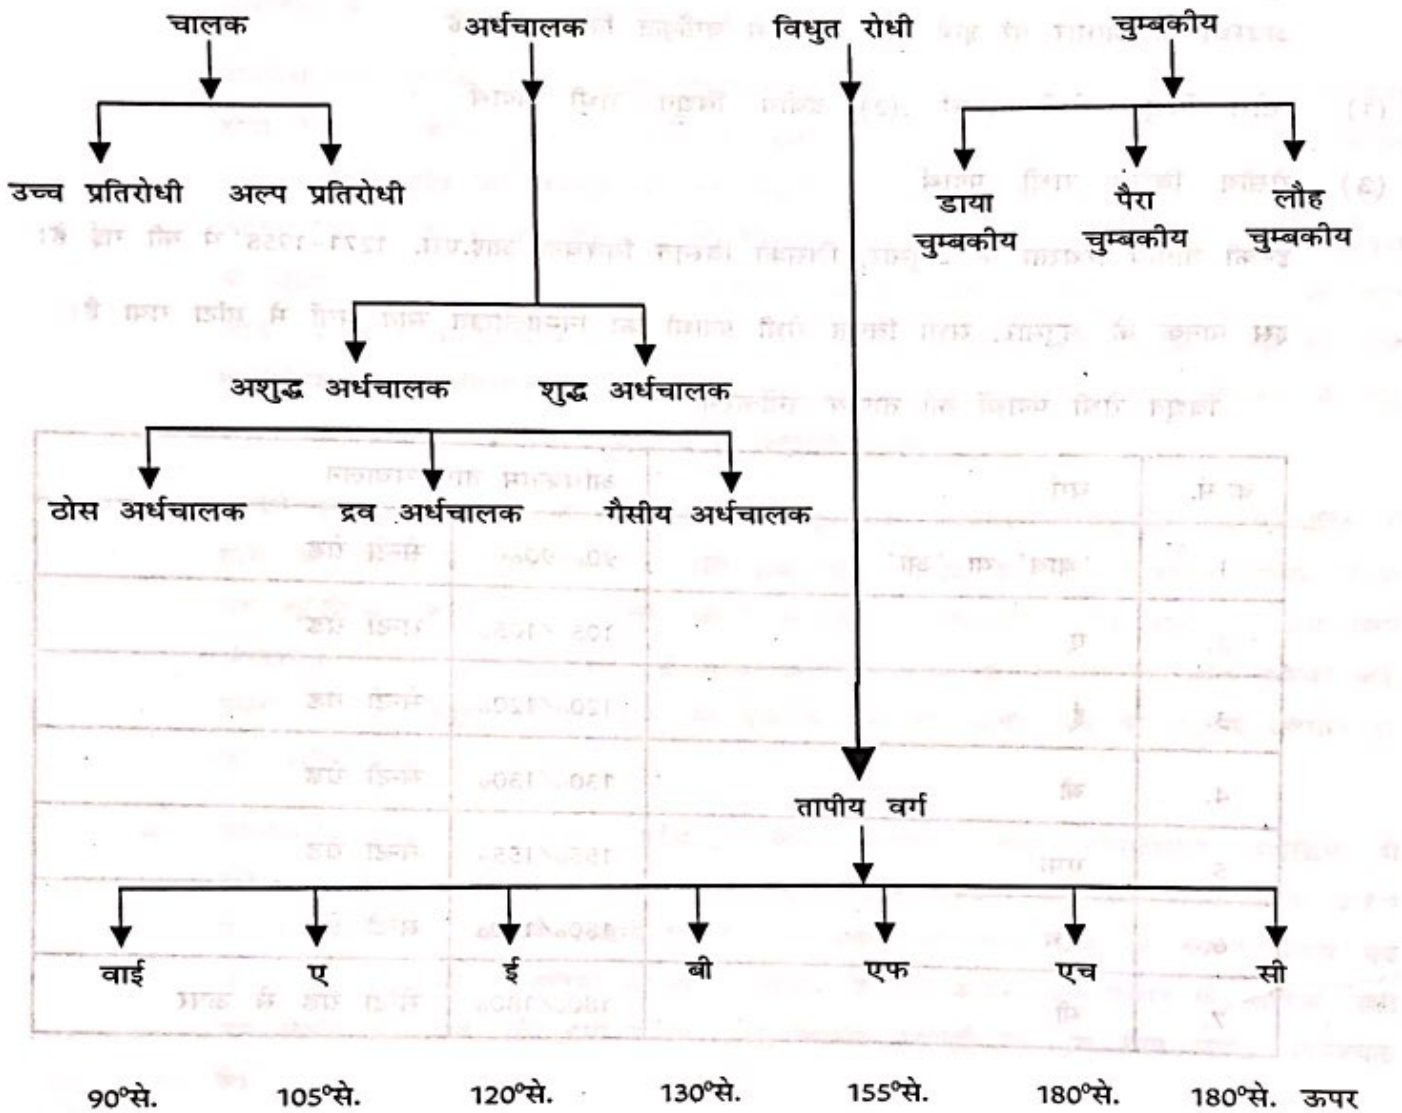 चालक अर्धचालक विधुत रोधी चुम्बकीय
उच्च प्रतिरोधी अल्प प्रतिरोधी डाया चुम्बकीय पैरा चुम्बकीय लौह चुम्बकीय
अशुद्ध अर्धचालक शुद्ध अर्धचालक
ठोस अर्धचालक द्रव अर्धचालक गैसीय अर्धचालक
तापीय वर्ग
वाई ए ई बी एफ एच सी
90°से. 105°से. 120°से. 130°से. 155°से. 180°से. 180°से. ऊपर